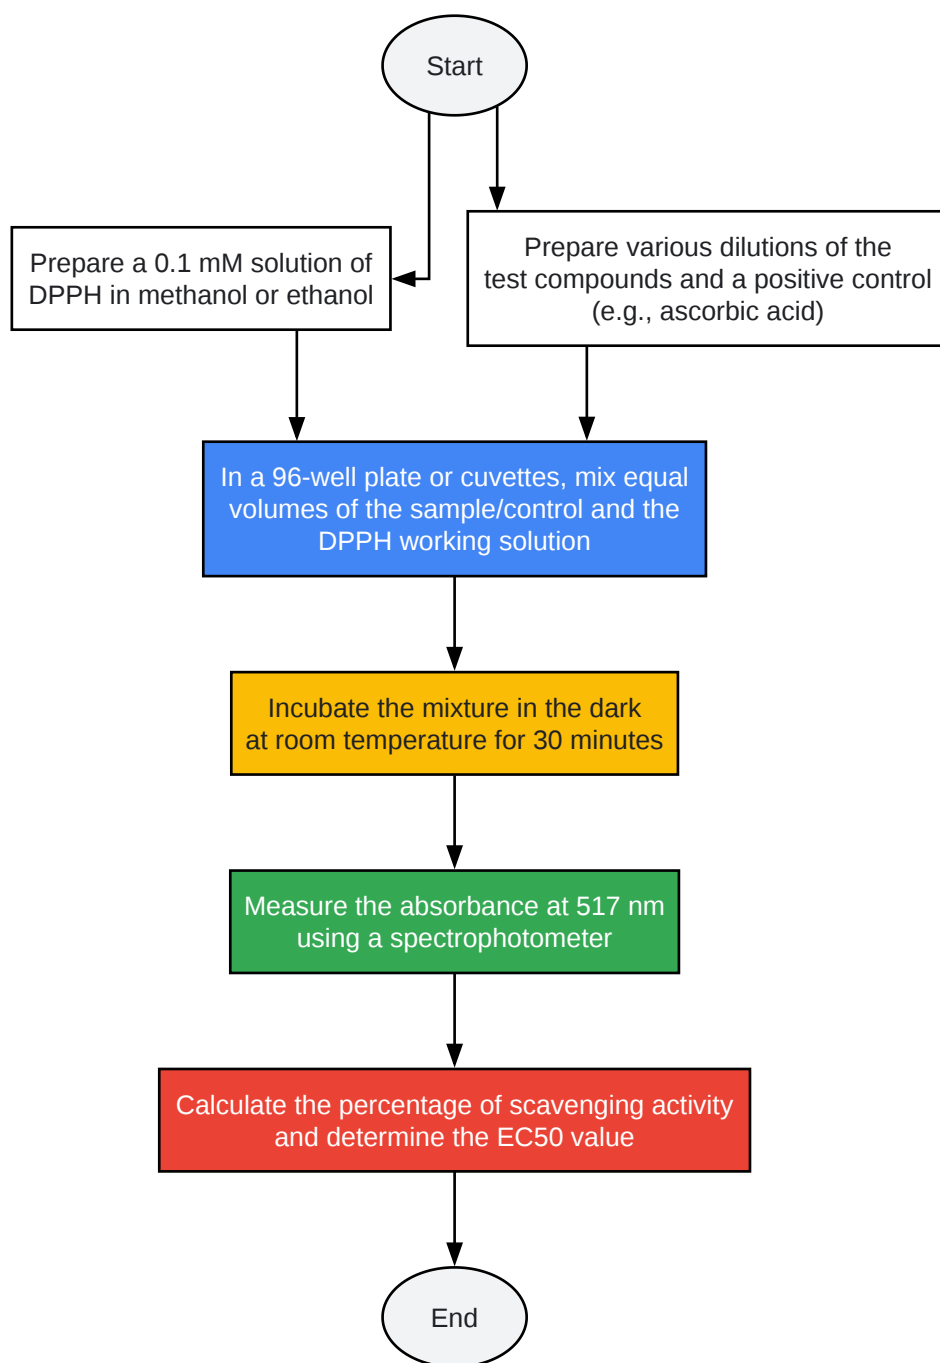 Start
Prepare a 0.1 mM solution of
DPPH in methanol or ethanol
Prepare various dilutions of the
test compounds and a positive control
(e.g., ascorbic acid)
In a 96-well plate or cuvettes, mix equal
volumes of the sample/control and the
DPPH working solution
Incubate the mixture in the dark
at room temperature for 30 minutes
Measure the absorbance at 517 nm
using a spectrophotometer
Calculate the percentage of scavenging activity
and determine the EC50 value
End